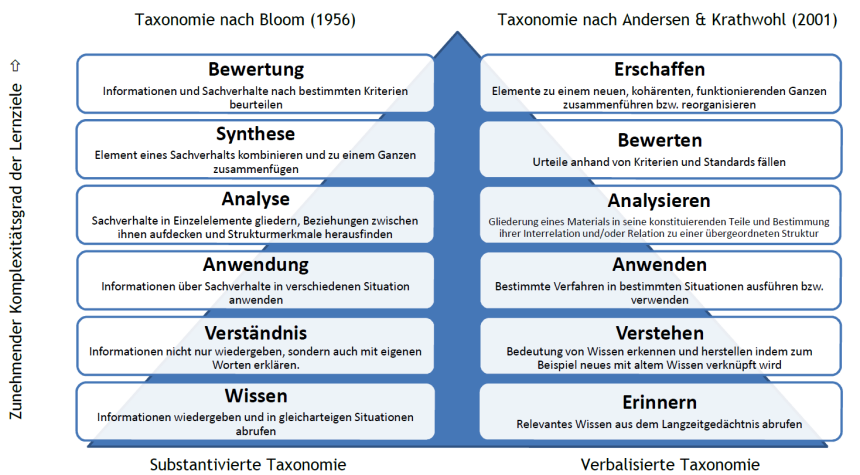 Taxonomie nach Bloom (1956)
Taxonomie nach Andersen & Krathwohl (2001)
Zunehmender Komplexitätsgrad der Lernziele ⇨
Bewertung
Informationen und Sachverhalte nach bestimmten Kriterien
beurteilen
Synthese
Element eines Sachverhalts kombinieren und zu einem Ganzen
zusammenfügen
Analyse
Sachverhalte in Einzelelemente gliedern, Beziehungen zwischen
ihnen aufdecken und Strukturmerkmale herausfinden
Anwendung
Informationen über Sachverhalte in verschiedenen Situation
anwenden
Verständnis
Informationen nicht nur wiedergeben, sondern auch mit eigenen
Worten erklären.
Wissen
Informationen wiedergeben und in gleicharteigen Situationen
abrufen
Substantivierte Taxonomie
Erschaffen
Elemente zu einem neuen, kohärenten, funktionierenden Ganzen
zusammenführen bzw. reorganisieren
Bewerten
Urteile anhand von Kriterien und Standards fällen
Analysieren
Gliederung eines Materials in seine konstituierenden Teile und Bestimmung
ihrer Interrelation und/oder Relation zu einer übergeordneten Struktur
Anwenden
Bestimmte Verfahren in bestimmten Situationen ausführen bzw.
verwenden
Verstehen
Bedeutung von Wissen erkennen und herstellen indem zum
Beispiel neues mit altem Wissen verknüpft wird
Erinnern
Relevantes Wissen aus dem Langzeitgedächtnis abrufen
Verbalisierte Taxonomie